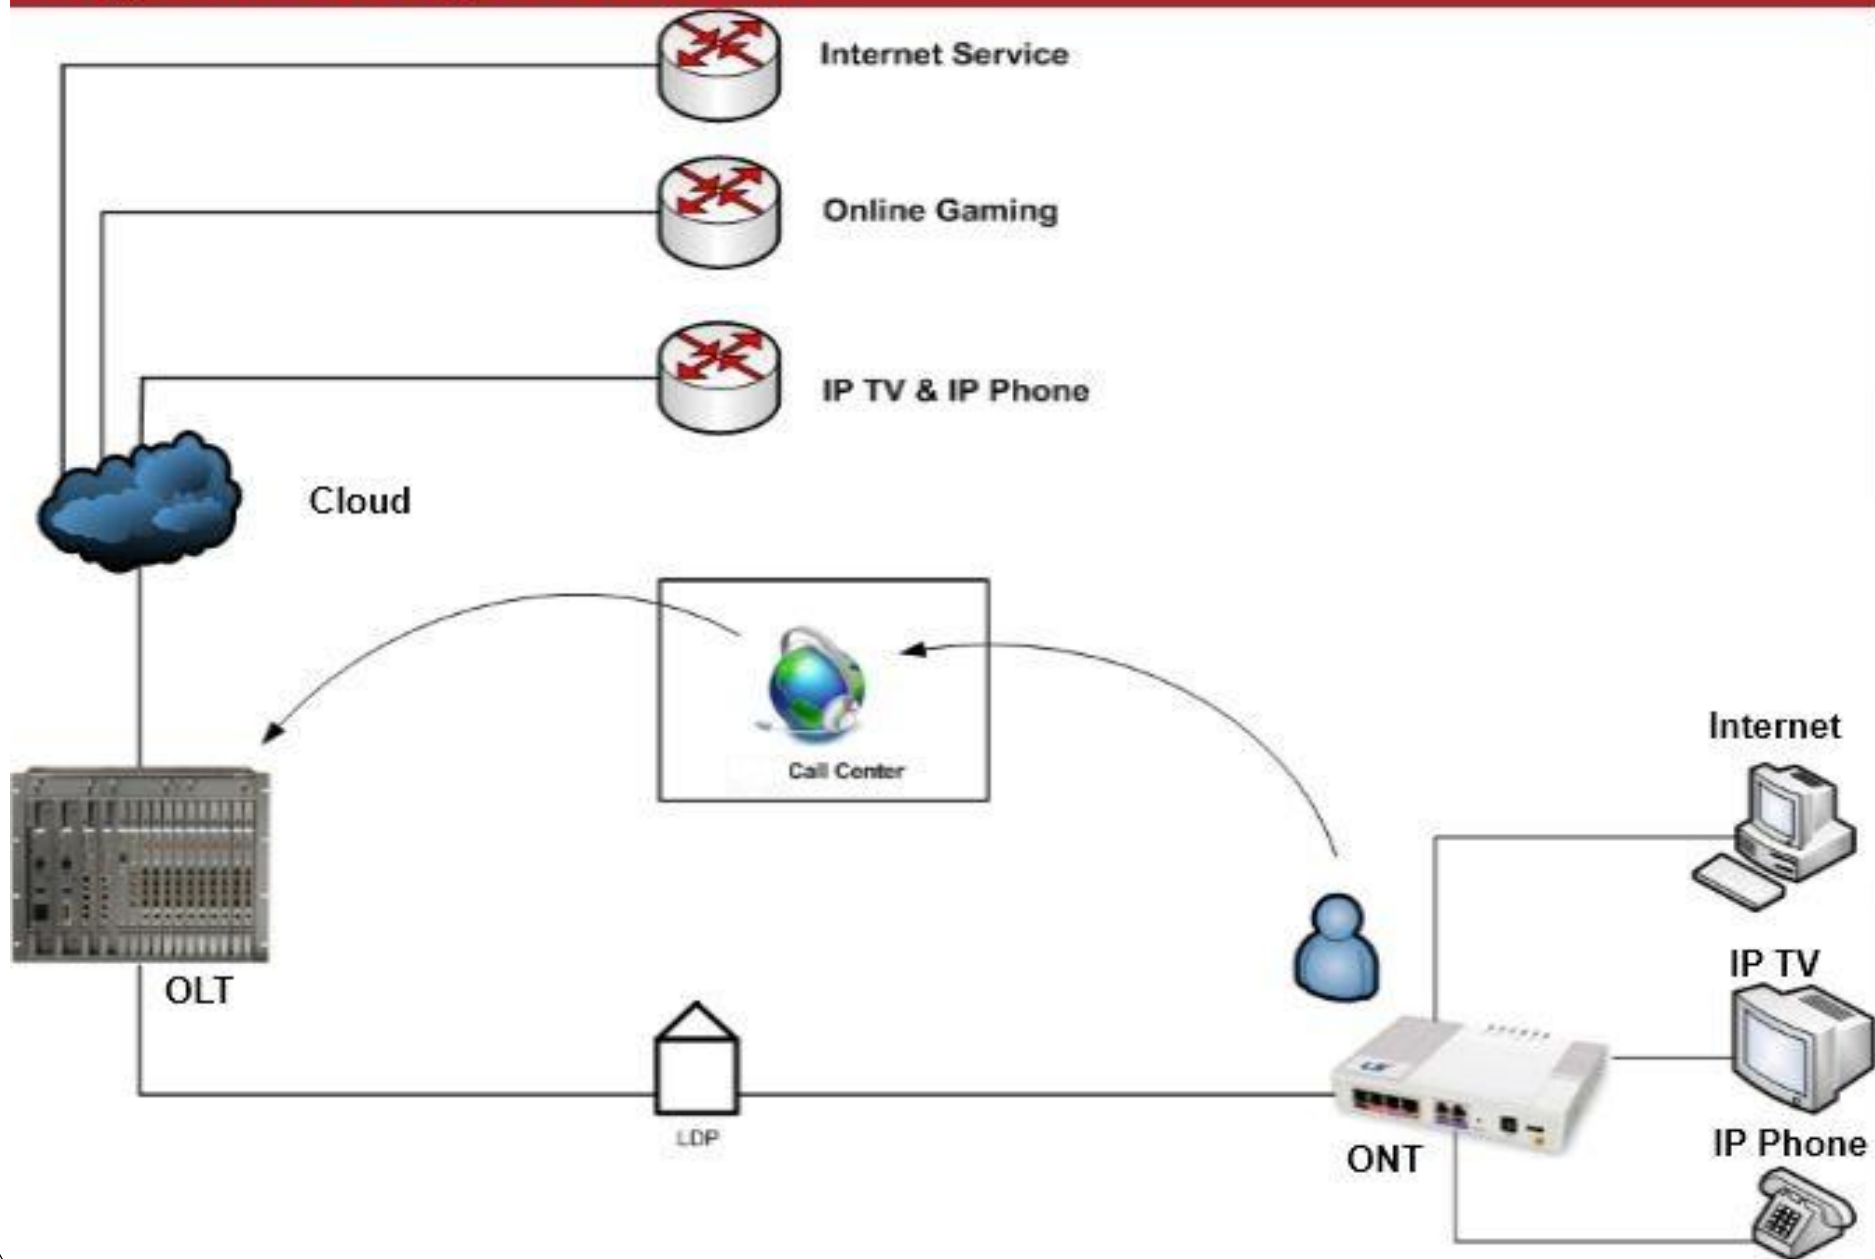 Internet Service
Online Gaming
IP TV & IP Phone
Cloud
Call Center
Internet
IP TV
OLT
IP Phone
LDP
ONT